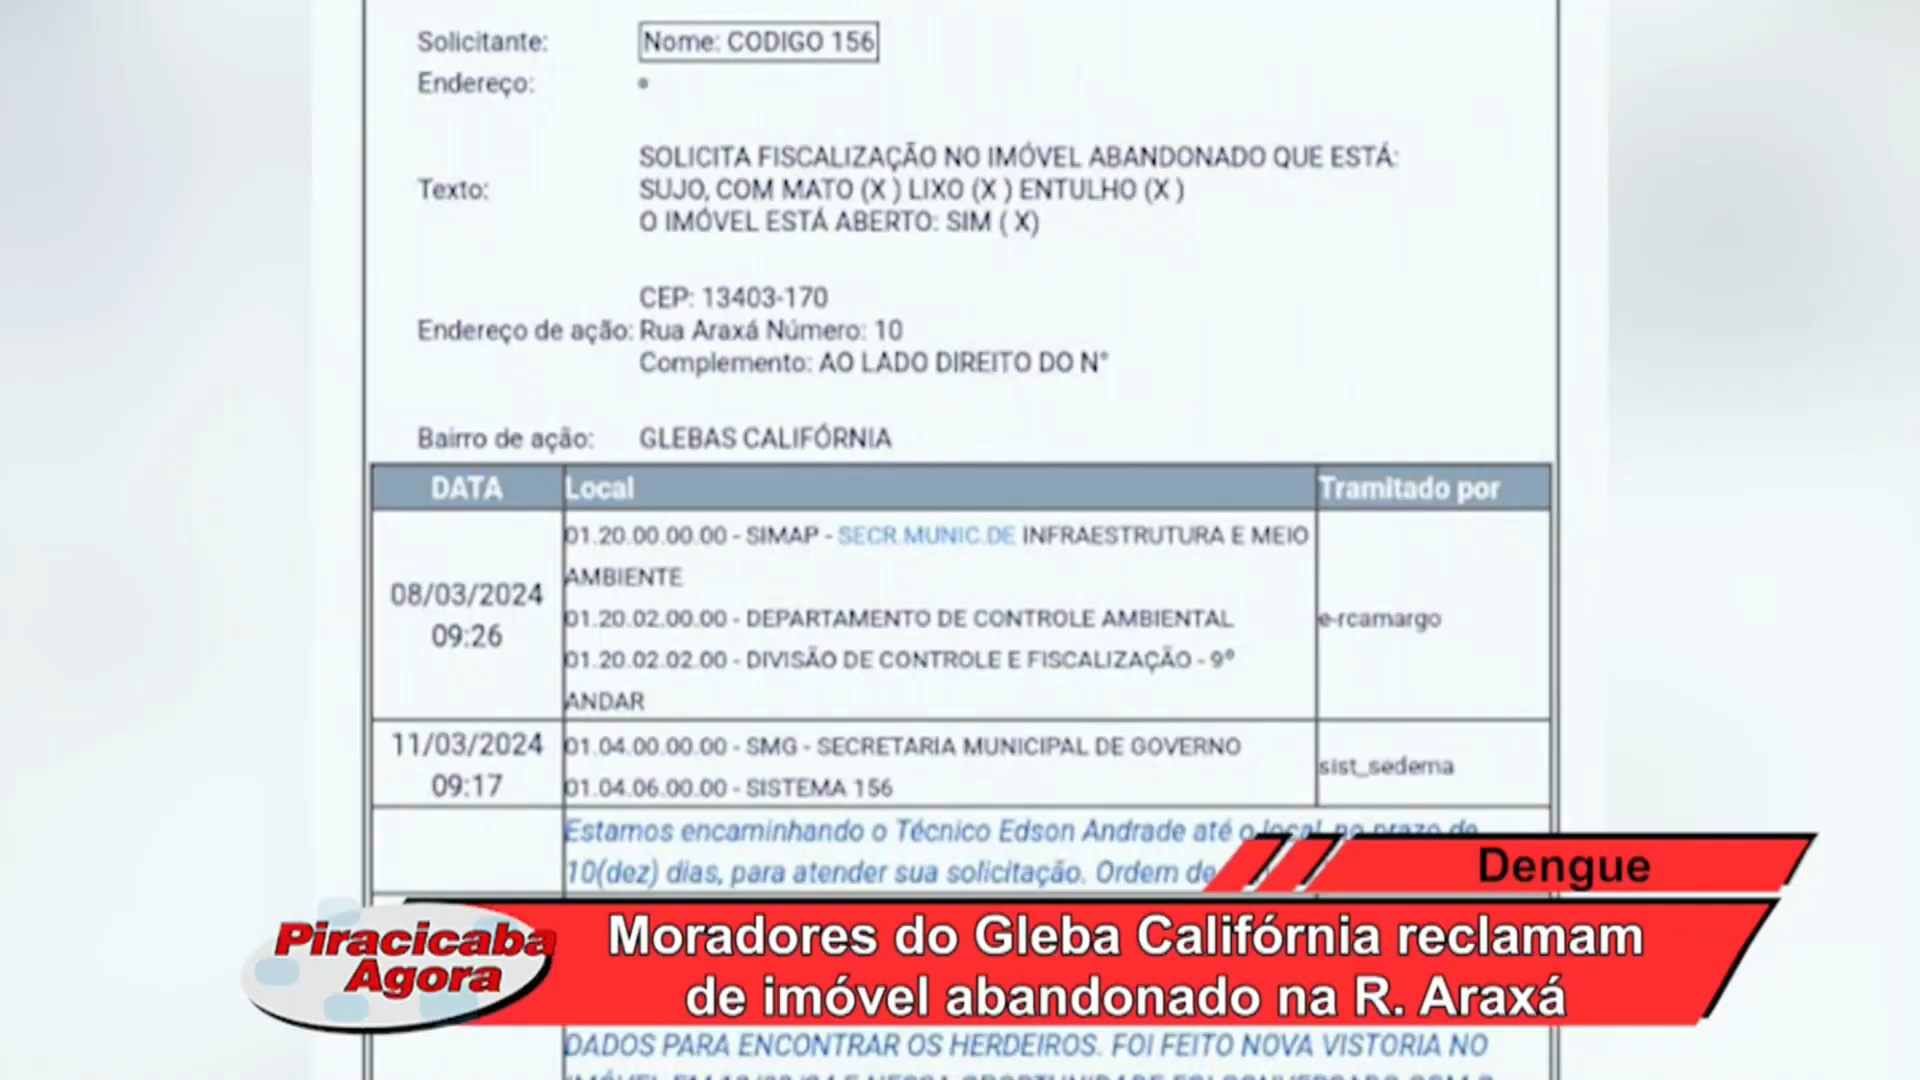 Solicitante: Nome: CODIGO 156
Endereço:
SOLICITA FISCALIZAÇÃO NO IMÓVEL ABANDONADO QUE ESTÁ:
Texto: SUJO, COM MATO (X ) LIXO (X ) ENTULHO (X )
O IMÓVEL ESTÁ ABERTO: SIM ( X)
CEP: 13403-170
Endereço de ação: Rua Araxá Número: 10
Complemento: AO LADO DIREITO DO N°
Bairro de ação: GLEBAS CALIFÓRNIA
DATA Local Tramitado por
01.20.00.00.00 - SIMAP - SECR.MUNIC.DE INFRAESTRUTURA E MEIO
AMBIENTE
08/03/2024
01.20.02.00.00 - DEPARTAMENTO DE CONTROLE AMBIENTAL
e-rcamargo
09:26
01.20.02.02.00 - DIVISÃO DE CONTROLE E FISCALIZAÇÃO - 9º
ANDAR
11/03/2024 01.04.00.00.00 - SMG - SECRETARIA MUNICIPAL DE GOVERNO
sist_sedema
09:17 01.04.06.00.00 - SISTEMA 156
Estamos encaminhando o Técnico Edson Andrade até o local, no prazo de
10(dez) dias, para atender sua solicitação. Ordem de
Dengue
Piracicaba
Agora
Moradores do Gleba Califórnia reclamam
de imóvel abandonado na R. Araxá
DADOS PARA ENCONTRAR OS HERDEIROS. FOI FEITO NOVA VISTORIA NO